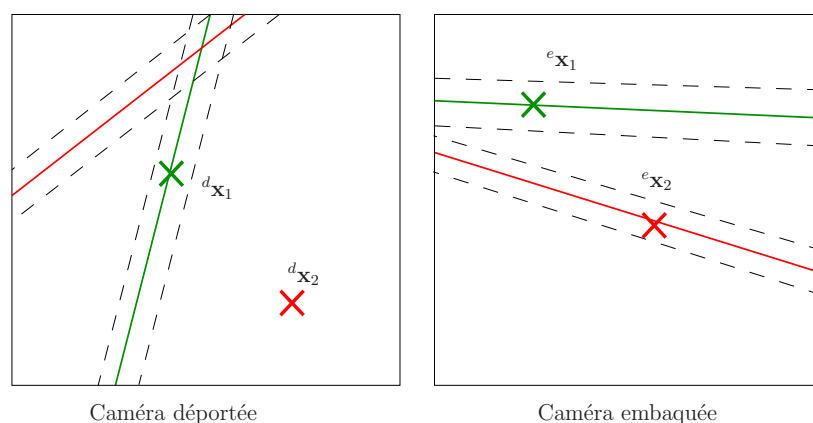 ᵈx₁
ᵈx₂
Caméra déportée
ᵉx₁
ᵉx₂
Caméra embaquée